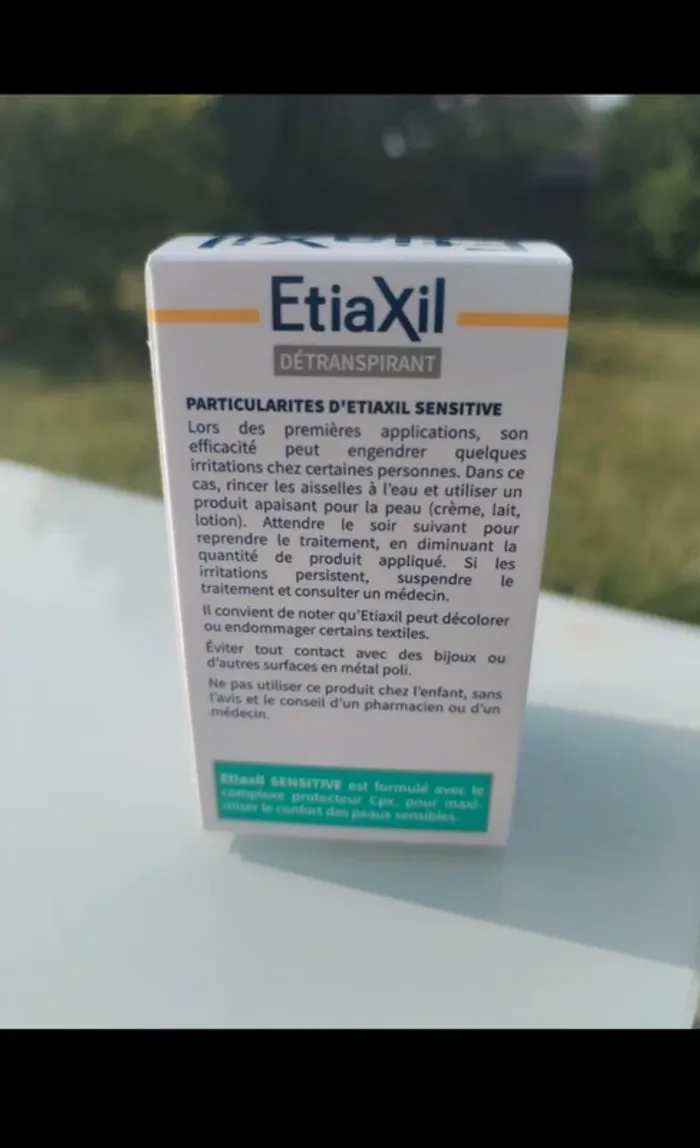 EtiaXil
EtiaXil
DÉTRANSPIRANT
PARTICULARITES D'ETIAXIL SENSITIVE
Lors des premières applications, son
efficacité peut engendrer quelques
irritations chez certaines personnes. Dans ce
cas, rincer les aisselles à l'eau et utiliser un
produit apaisant pour la peau (crème, lait,
lotion). Attendre le soir suivant pour
reprendre le traitement, en diminuant la
quantité de produit appliqué. Si les
irritations persistent, suspendre le
traitement et consulter un médecin.
Il convient de noter qu'Etiaxil peut décolorer
ou endommager certains textiles.
Éviter tout contact avec des bijoux ou
d'autres surfaces en métal poli.
Ne pas utiliser ce produit chez l'enfant, sans
l'avis et le conseil d'un pharmacien ou d'un
médecin.
Etiaxil SENSITIVE est formulé avec le
complexe protecteur Cpx, pour maxi-
miser le confort des peaux sensibles.